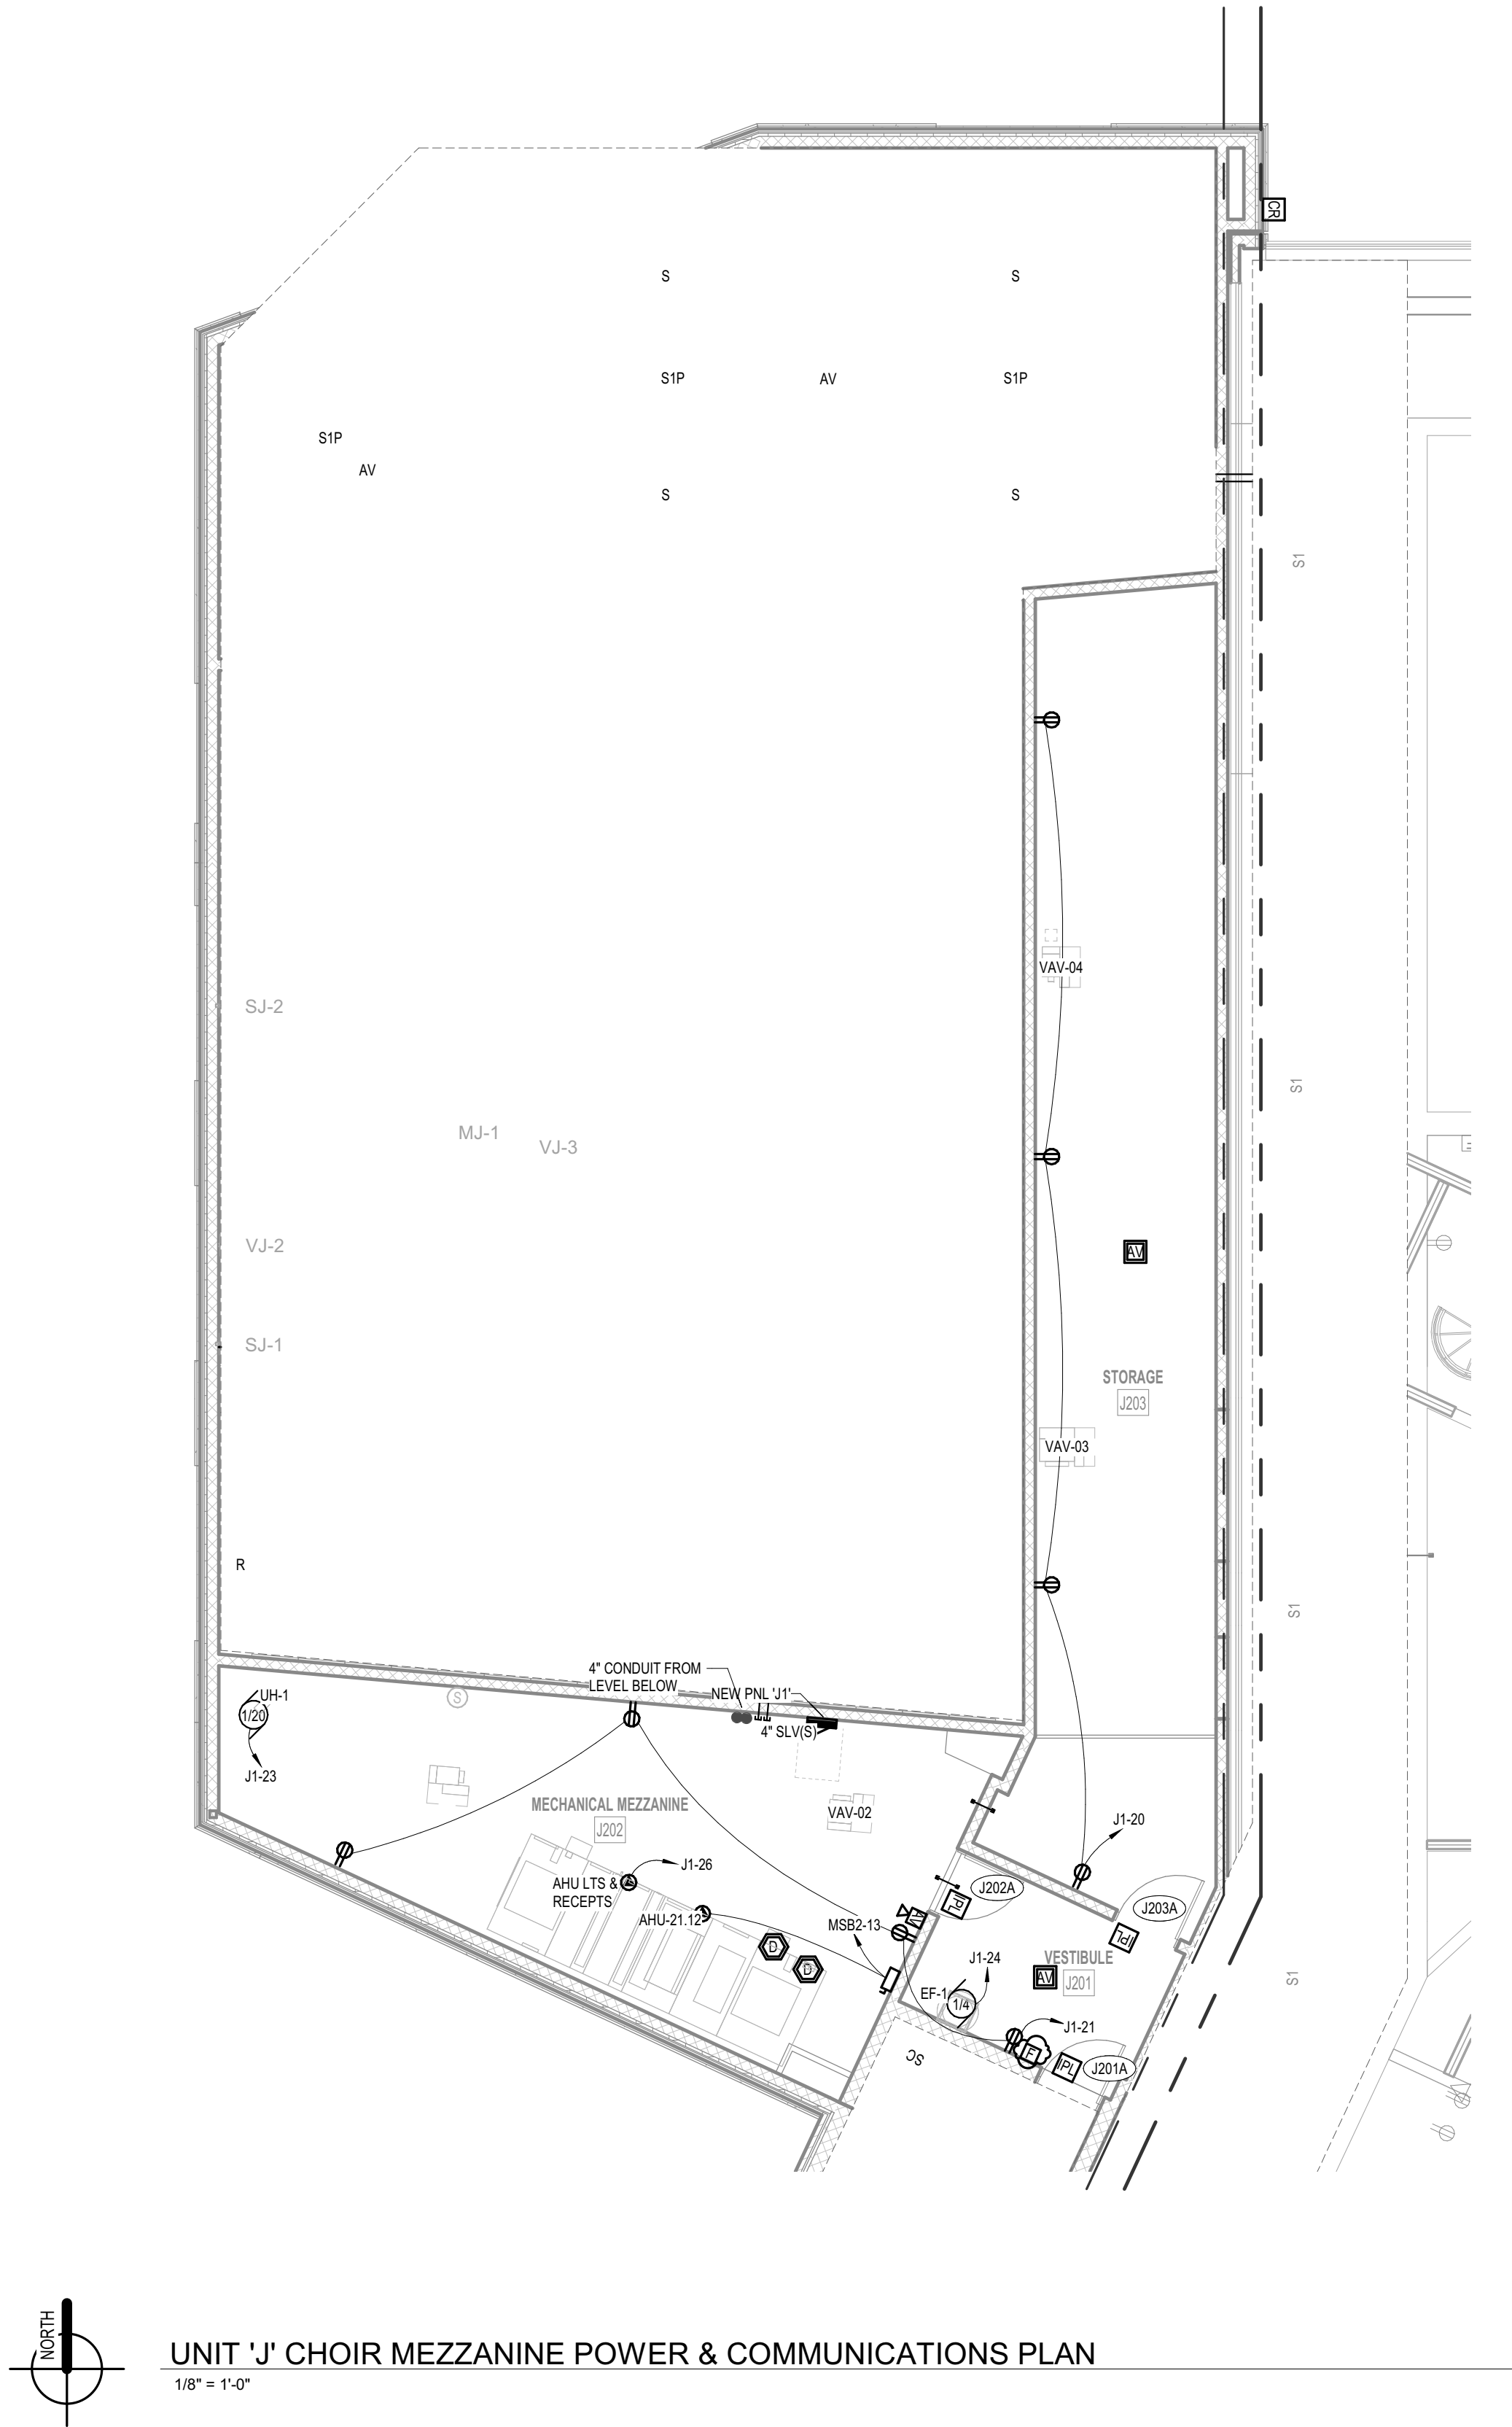 CR
S
S
S1P
AV
S1P
S1P
AV
S
S
S1
VAV-04
SJ-2
S1
MJ-1
VJ-3
VJ-2
AV
SJ-1
STORAGE
J203
VAV-03
R
S1
4" CONDUIT FROM
LEVEL BELOW
NEW PNL 'J1'
4" SLV(S)
UH-1
1/20
J1-23
S
MECHANICAL MEZZANINE
J202
VAV-02
J1-20
J1-26
AHU LTS &
RECEPTS
AHU-21.12
J202A
IPL
J203A
IPL
AV
MSB2-13
D
D
VESTIBULE
J201
AV
J1-24
EF-1
1/4
J1-21
F
IPL
J201A
SC
S1
NORTH
UNIT 'J' CHOIR MEZZANINE POWER & COMMUNICATIONS PLAN
1/8" = 1'-0"